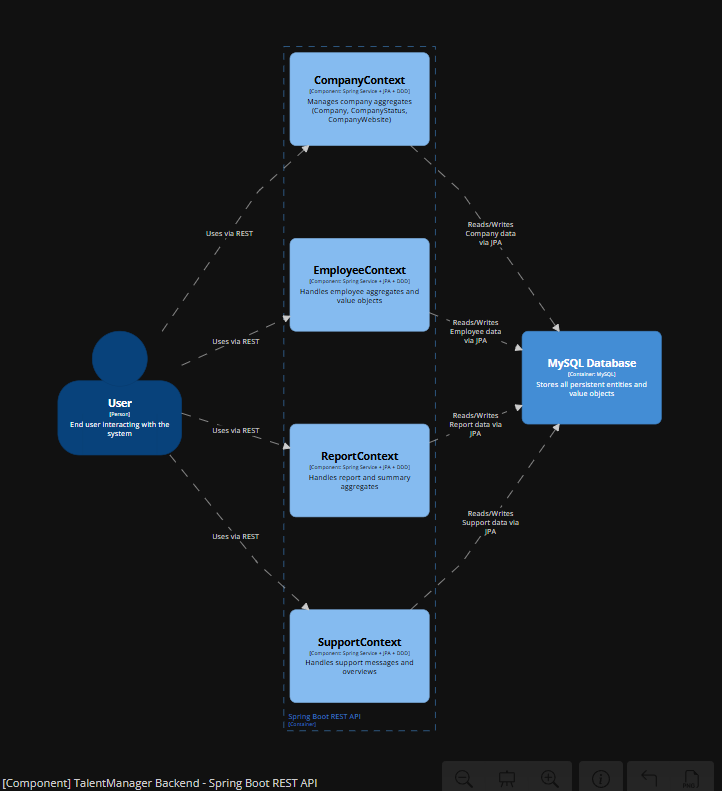 CompanyContext
[Component: Spring Service + JPA + DDD]
Manages company aggregates
(Company, CompanyStatus,
CompanyWebsite)
Uses via REST
Reads/Writes
Company data
via JPA
EmployeeContext
[Component: Spring Service + JPA + DDD]
Handles employee aggregates and
value objects
Uses via REST
Reads/Writes
Employee data
via JPA
User
[Person]
End user interacting with the
system
MySQL Database
[Container: MySQL]
Stores all persistent entities and
value objects
Uses via REST
Reads/Writes
Report data via
JPA
ReportContext
[Component: Spring Service + JPA + DDD]
Handles report and summary
aggregates
Uses via REST
Reads/Writes
Support data via
JPA
SupportContext
[Component: Spring Service + JPA + DDD]
Handles support messages and
overviews
Spring Boot REST API
[Container]
[Component] TalentManager Backend - Spring Boot REST API